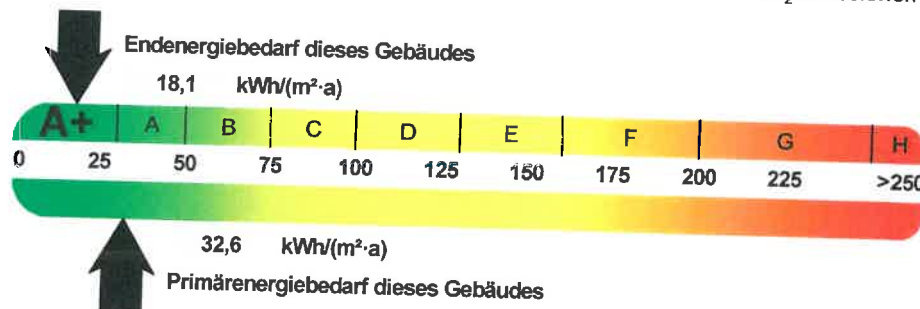 Endenergiebedarf dieses Gebäudes
18,1 kWh/(m²·a)
A+ A B C D E F G H
0 25 50 75 100 125 150 175 200 225 >250
32,6 kWh/(m²·a)
Primärenergiebedarf dieses Gebäudes